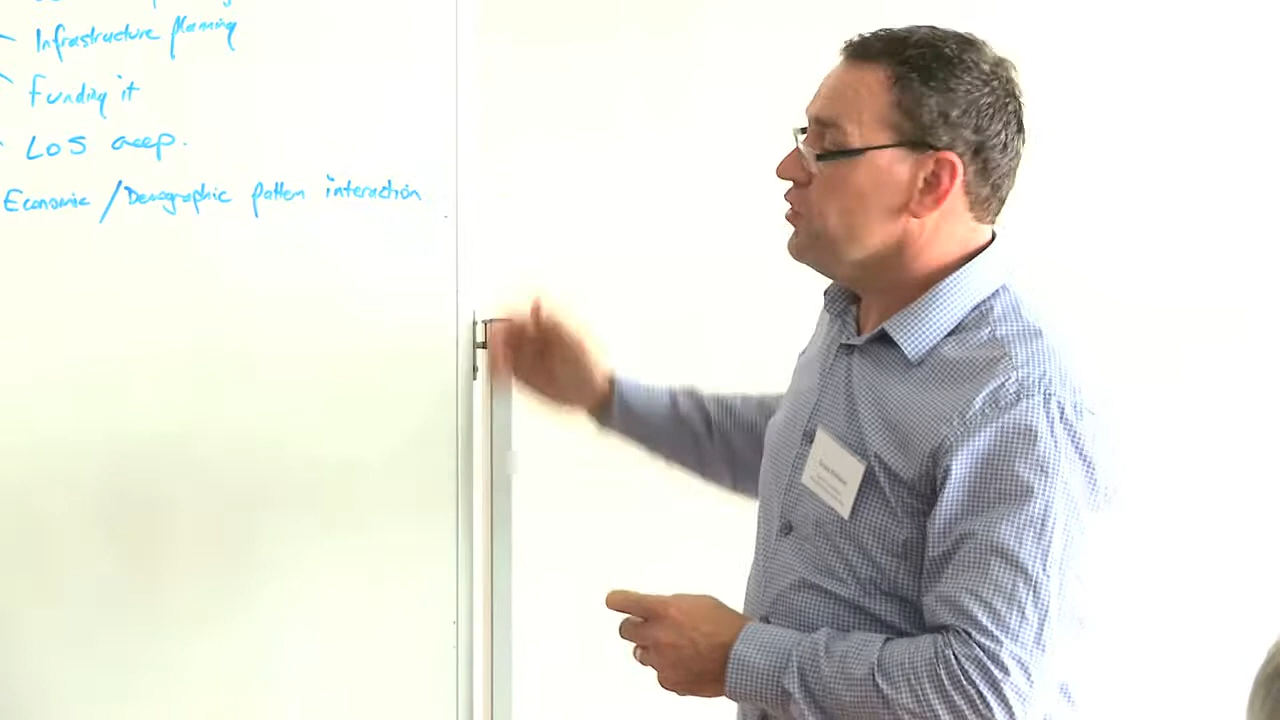 Infrastructure planning
Funding it
LOS accep.
Economic / Demographic pattern interaction